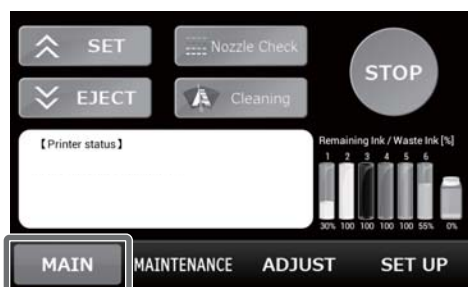 SET
Nozzle Check
STOP
EJECT
Cleaning
【Printer status】
Remaining Ink / Waste Ink [%]
1 2 3 4 5 6
30% 100 100 100 100 55% 0%
MAIN MAINTENANCE ADJUST SET UP